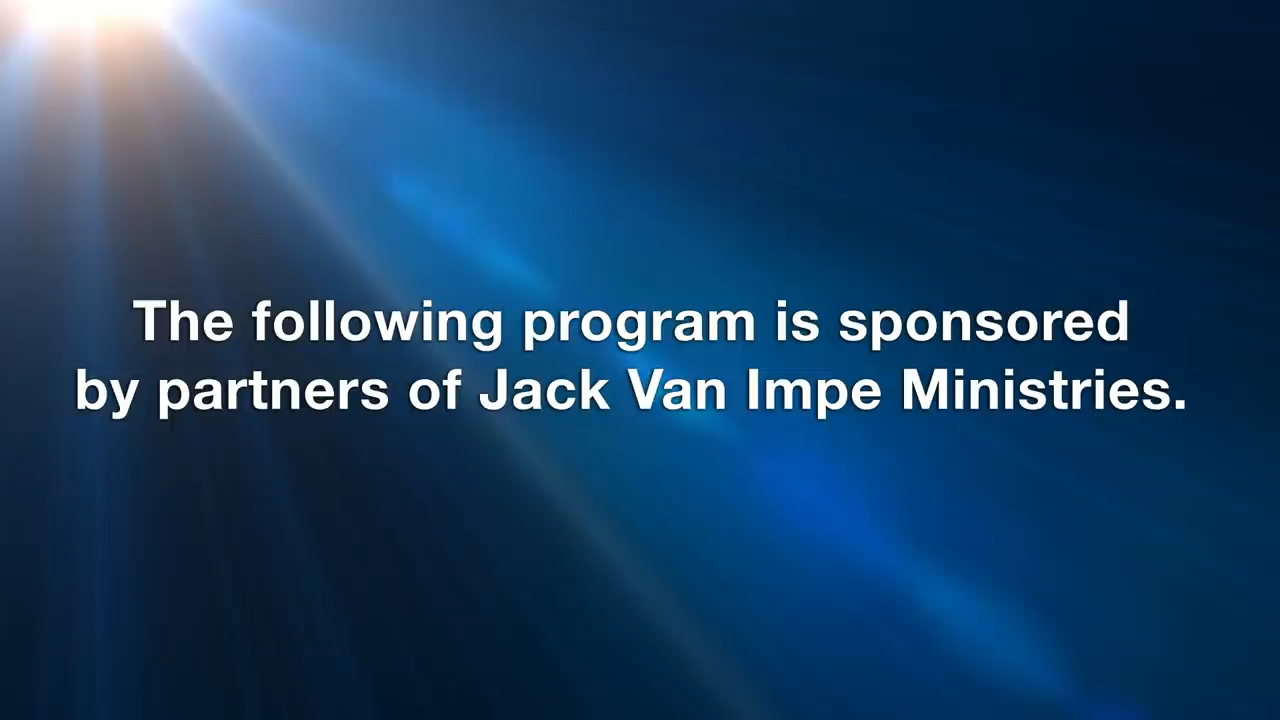 The following program is sponsored
by partners of Jack Van Impe Ministries.